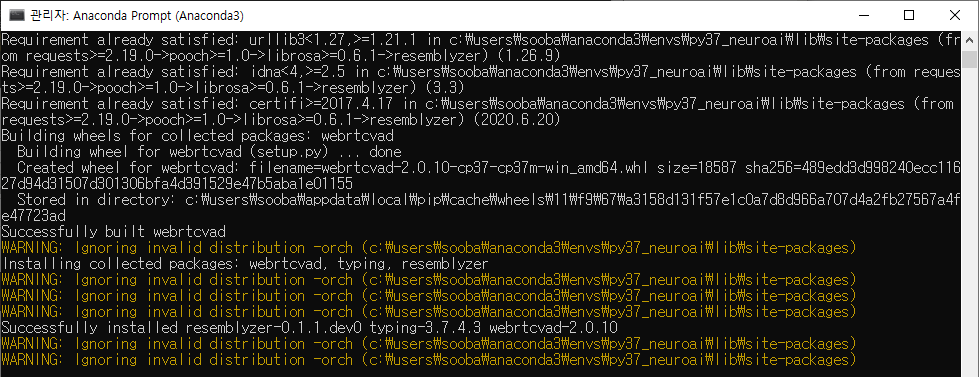 관리자: Anaconda Prompt (Anaconda3)
Requirement already satisfied: urllib3<1.27,>=1.21.1 in c:₩users₩sooba₩anaconda3₩envs₩py37_neuroai₩lib₩site-packages (fr
om requests>=2.19.0->pooch>=1.0->librosa>=0.6.1->resemblyzer) (1.26.9)
Requirement already satisfied: idna<4,>=2.5 in c:₩users₩sooba₩anaconda3₩envs₩py37_neuroai₩lib₩site-packages (from reques
ts>=2.19.0->pooch>=1.0->librosa>=0.6.1->resemblyzer) (3.3)
Requirement already satisfied: certifi>=2017.4.17 in c:₩users₩sooba₩anaconda3₩envs₩py37_neuroai₩lib₩site-packages (from
requests>=2.19.0->pooch>=1.0->librosa>=0.6.1->resemblyzer) (2020.6.20)
Building wheels for collected packages: webrtcvad
  Building wheel for webrtcvad (setup.py) ... done
  Created wheel for webrtcvad: filename=webrtcvad-2.0.10-cp37-cp37m-win_amd64.whl size=18587 sha256=489edd3d998240ecc116
27d94d31507d301306bfa4d391529e47b5aba1e01155
  Stored in directory: c:₩users₩sooba₩appdata₩local₩pip₩cache₩wheels₩11₩f9₩67₩a3158d131f57e1c0a7d8d966a707d4a2fb27567a4f
e47723ad
Successfully built webrtcvad
WARNING: Ignoring invalid distribution -orch (c:₩users₩sooba₩anaconda3₩envs₩py37_neuroai₩lib₩site-packages)
Installing collected packages: webrtcvad, typing, resemblyzer
WARNING: Ignoring invalid distribution -orch (c:₩users₩sooba₩anaconda3₩envs₩py37_neuroai₩lib₩site-packages)
WARNING: Ignoring invalid distribution -orch (c:₩users₩sooba₩anaconda3₩envs₩py37_neuroai₩lib₩site-packages)
WARNING: Ignoring invalid distribution -orch (c:₩users₩sooba₩anaconda3₩envs₩py37_neuroai₩lib₩site-packages)
Successfully installed resemblyzer-0.1.1.dev0 typing-3.7.4.3 webrtcvad-2.0.10
WARNING: Ignoring invalid distribution -orch (c:₩users₩sooba₩anaconda3₩envs₩py37_neuroai₩lib₩site-packages)
WARNING: Ignoring invalid distribution -orch (c:₩users₩sooba₩anaconda3₩envs₩py37_neuroai₩lib₩site-packages)